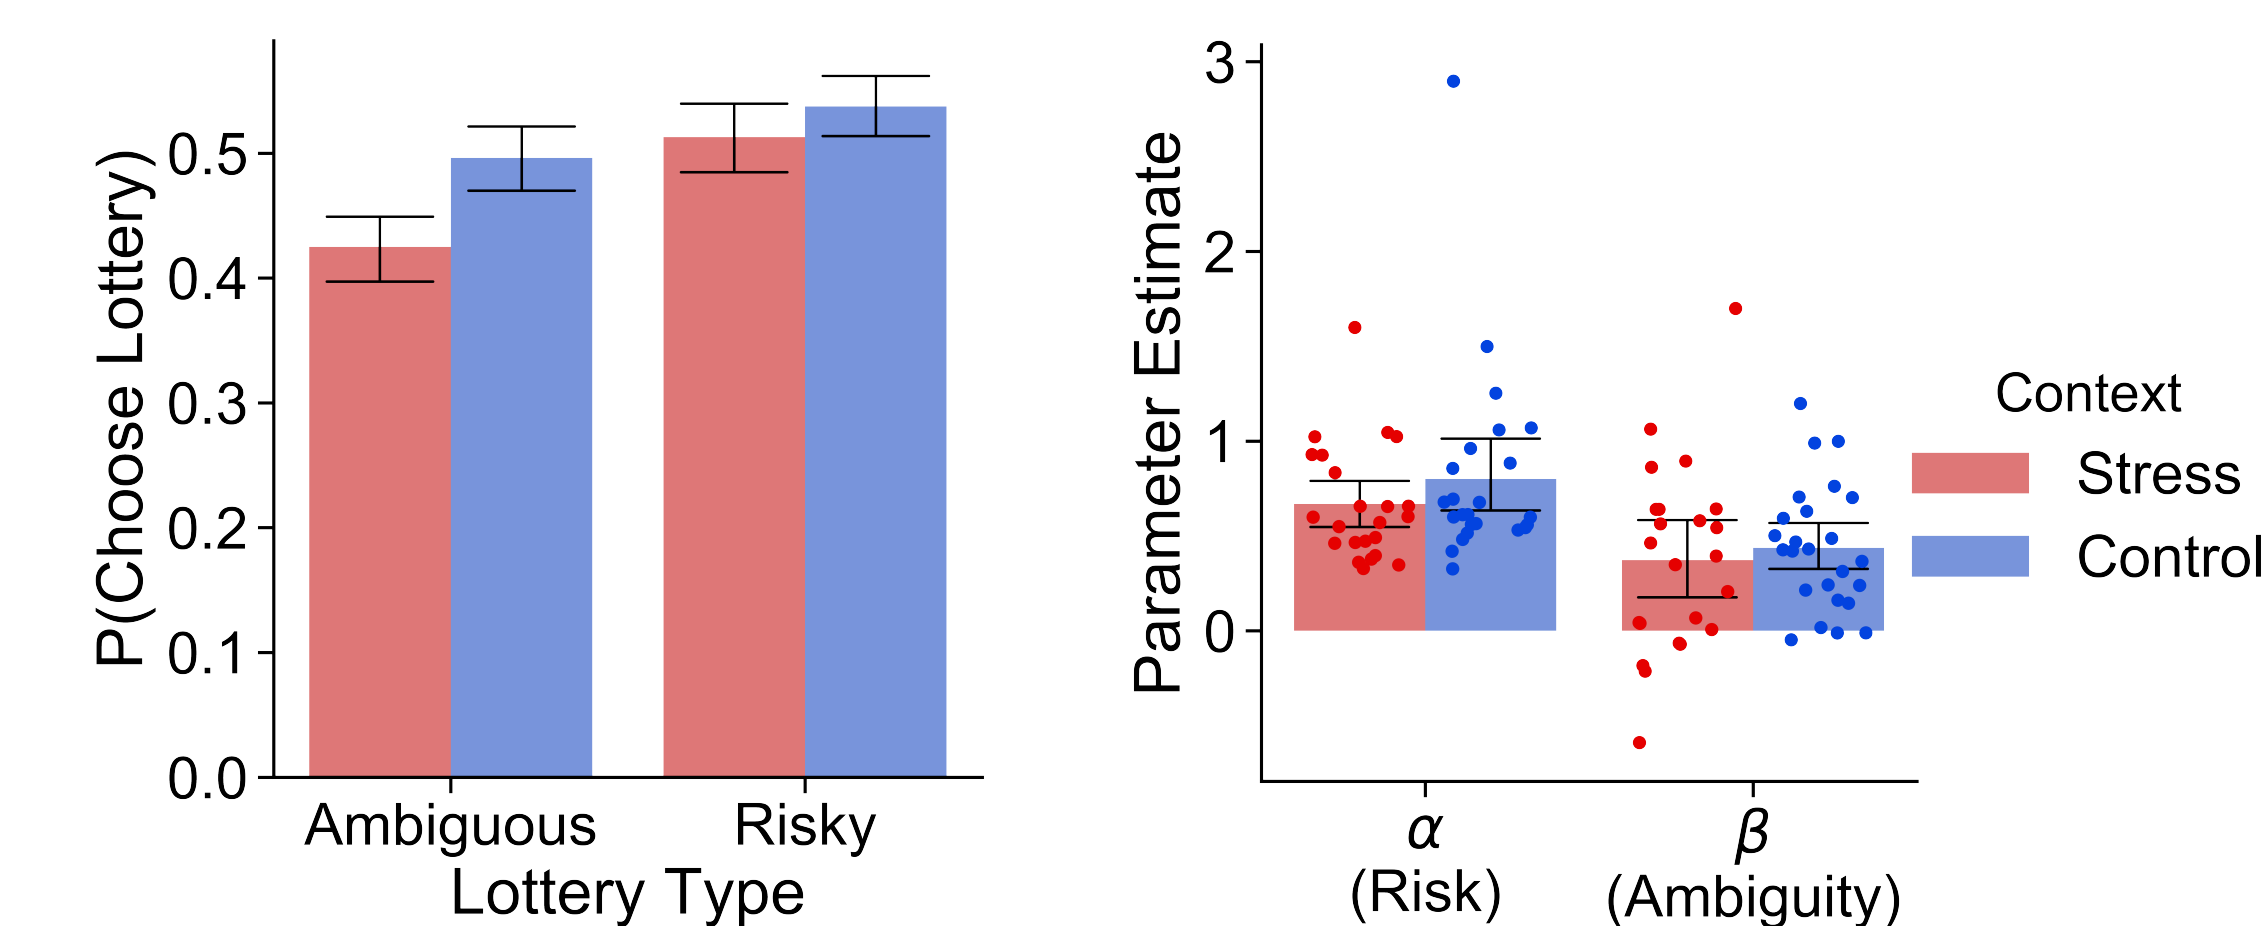 P(Choose Lottery)
0.5
0.4
0.3
0.2
0.1
0.0
Ambiguous
Risky
Lottery Type
Parameter Estimate
3
2
1
0
α
(Risk)
β
(Ambiguity)
Context
Stress
Control